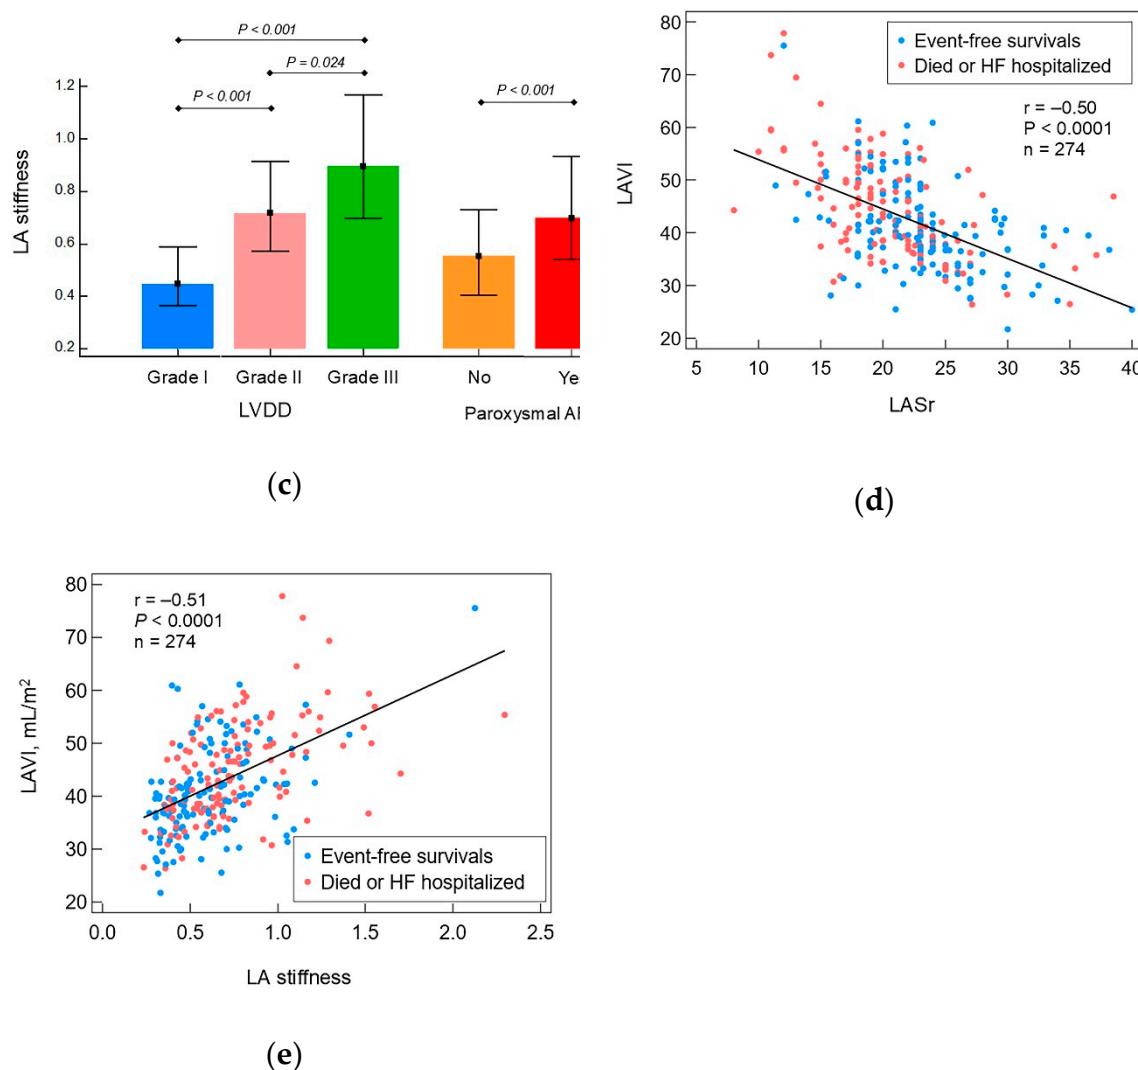 P < 0.001
P = 0.024
P < 0.001
P < 0.001
LA stiffness
1.2
1.0
0.8
0.6
0.4
0.2
Grade I
Grade II
Grade III
No
Ye
LVDD
Paroxysmal AF
(c)
LAVI
80
70
60
50
40
30
20
Event-free survivals
Died or HF hospitalized
r = –0.50
P < 0.0001
n = 274
5
10
15
20
25
30
35
40
LASr
(d)
LAVI, mL/m²
80
70
60
50
40
30
20
r = –0.51
P < 0.0001
n = 274
Event-free survivals
Died or HF hospitalized
0.0
0.5
1.0
1.5
2.0
2.5
LA stiffness
(e)